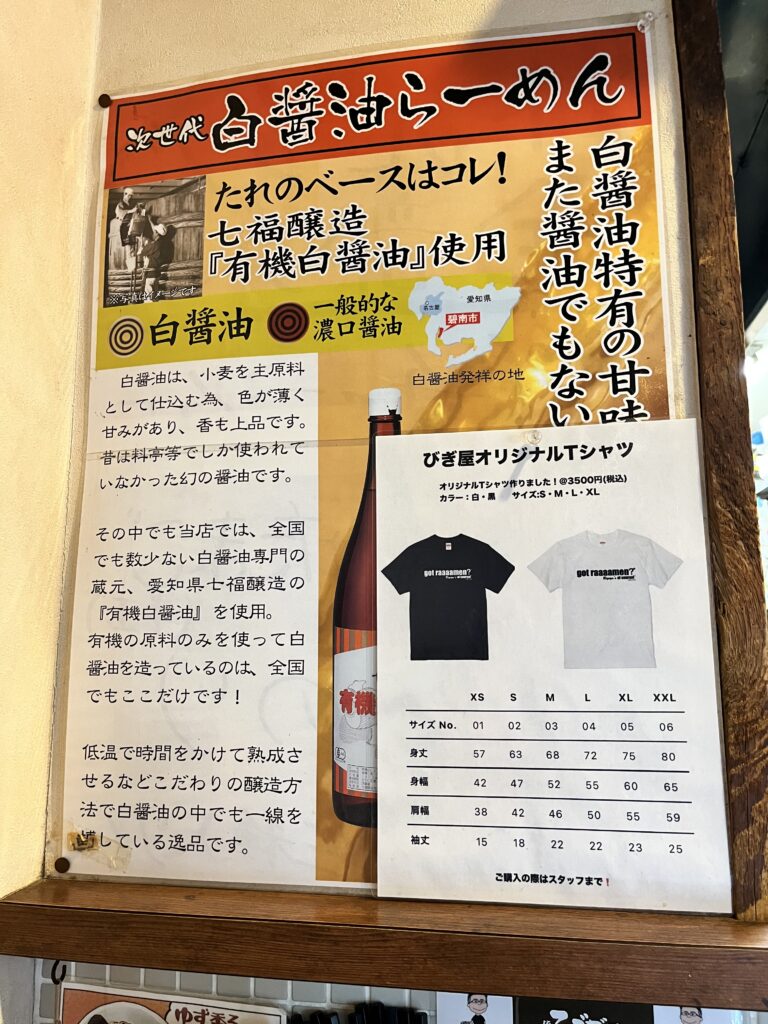 次世代 白醤油らーめん
たれのベースはコレ!
七福醸造
『有機白醤油』使用
白醤油特有の甘味
また醤油でもない
※写真はイメージです
白醤油
一般的な
濃口醤油
愛知県
名古屋
碧南市
白醤油発祥の地
白醤油は、小麦を主原料
として仕込む為、色が薄く
甘みがあり、香も上品です。
昔は料亭等でしか使われて
いなかった幻の醤油です。
その中でも当店では、全国
でも数少ない白醤油専門の
蔵元、愛知県七福醸造の
『有機白醤油』を使用。
有機の原料のみを使って白
醤油を造っているのは、全国
でもここだけです！
低温で時間をかけて熟成さ
せるなどこだわりの醸造方
法で白醤油の中でも一線を
している逸品です。
有機
びぎ屋オリジナルTシャツ
オリジナルTシャツ作りました！@3500円(税込)
カラー：白・黒 サイズ:S・M・L・XL
got raaaamen?
got raaaamen?
XS S M L XL XXL
サイズ No. 01 02 03 04 05 06
身丈 57 63 68 72 75 80
身幅 42 47 52 55 60 65
肩幅 38 42 46 50 55 59
袖丈 15 18 22 22 23 25
ご購入の際はスタッフまで！
ゆず香る